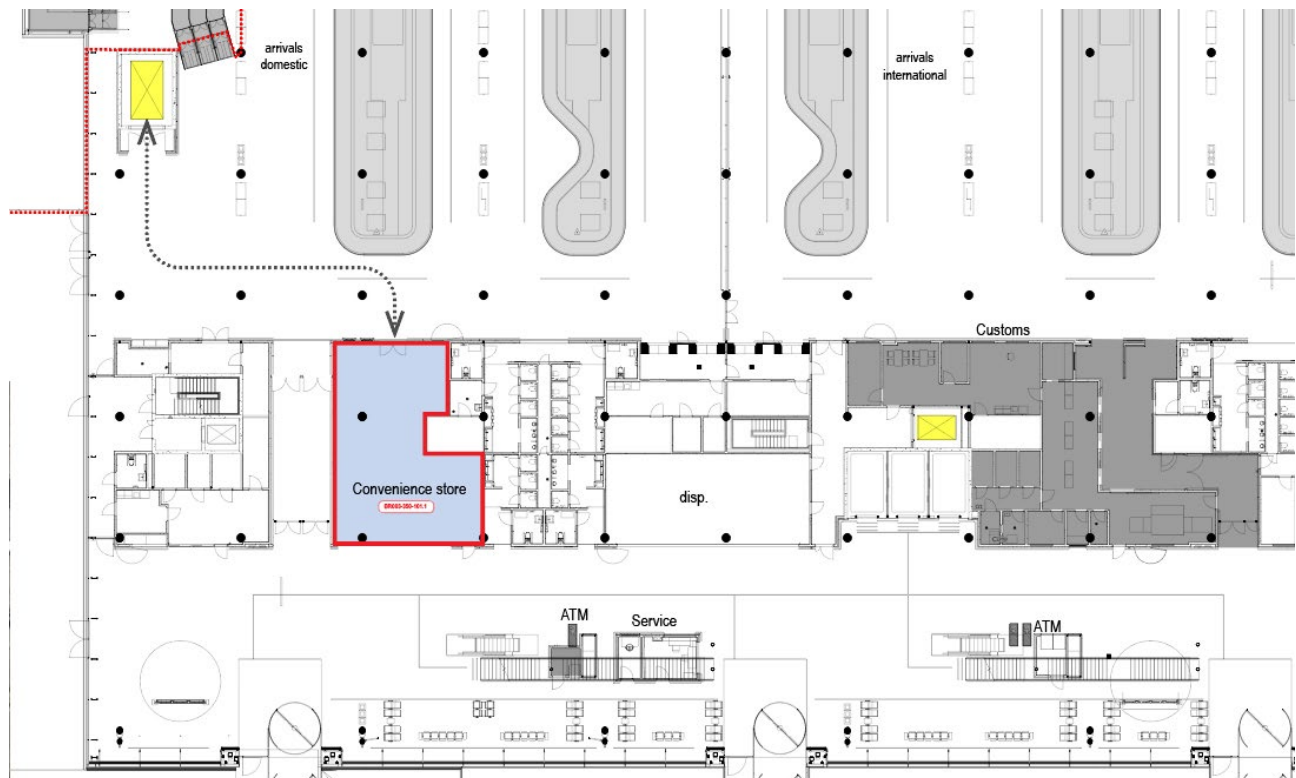 arrivals
domestic
arrivals
international
Customs
Convenience store
disp.
ATM
Service
ATM